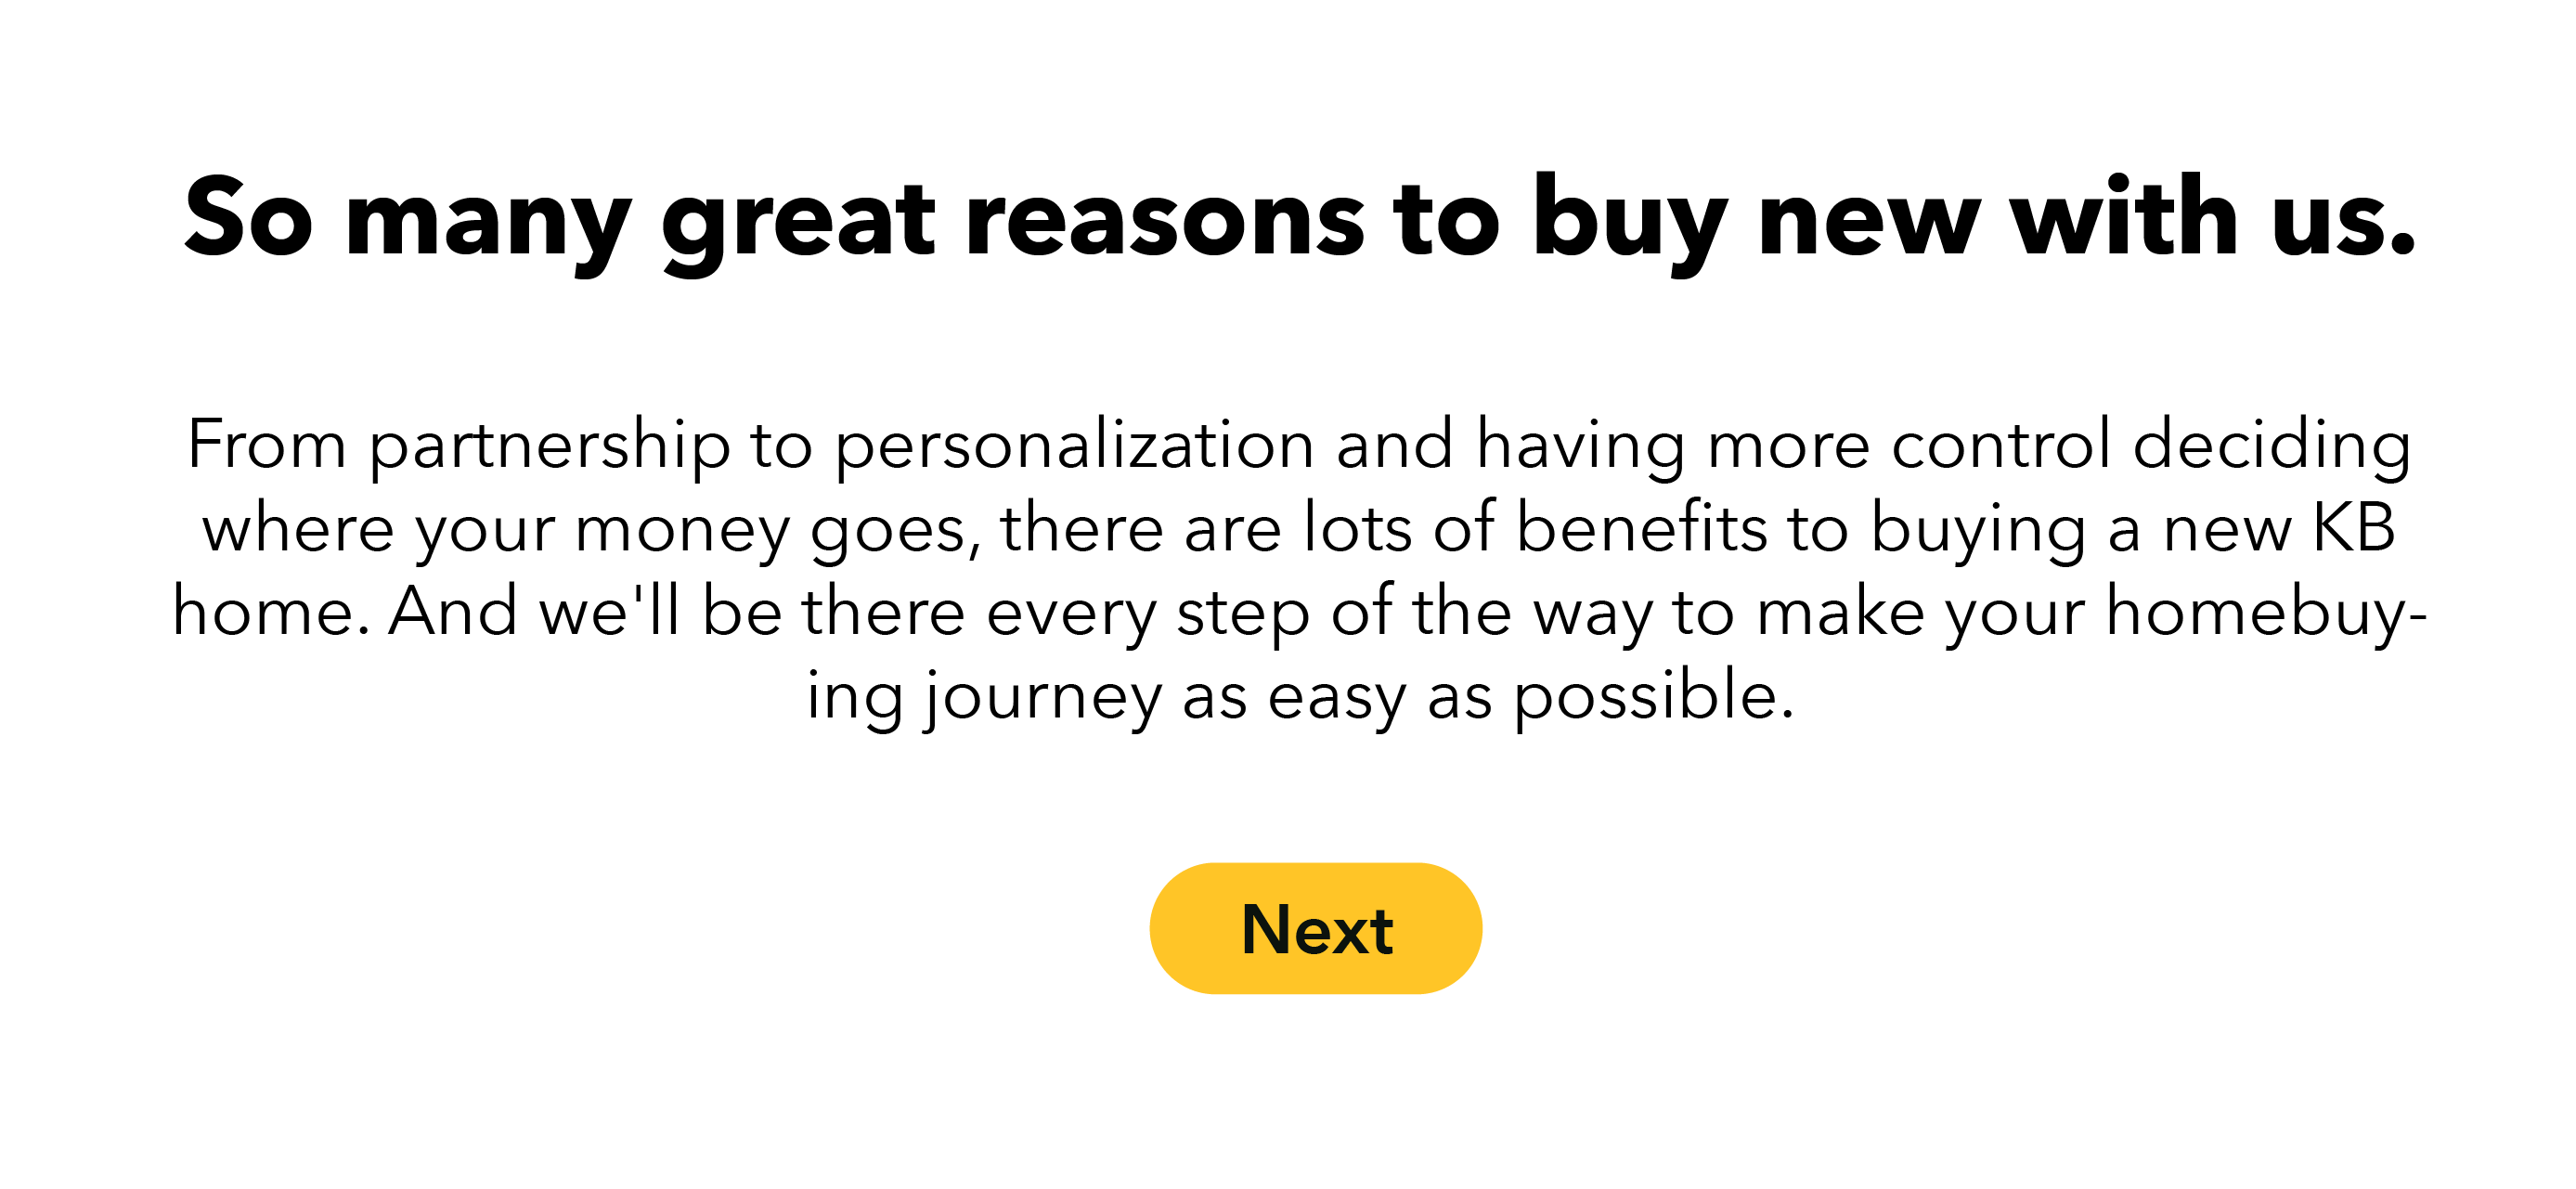 So many great reasons to buy new with us.
From partnership to personalization and having more control deciding
where your money goes, there are lots of benefits to buying a new KB
home. And we'll be there every step of the way to make your homebuy-
ing journey as easy as possible.
Next